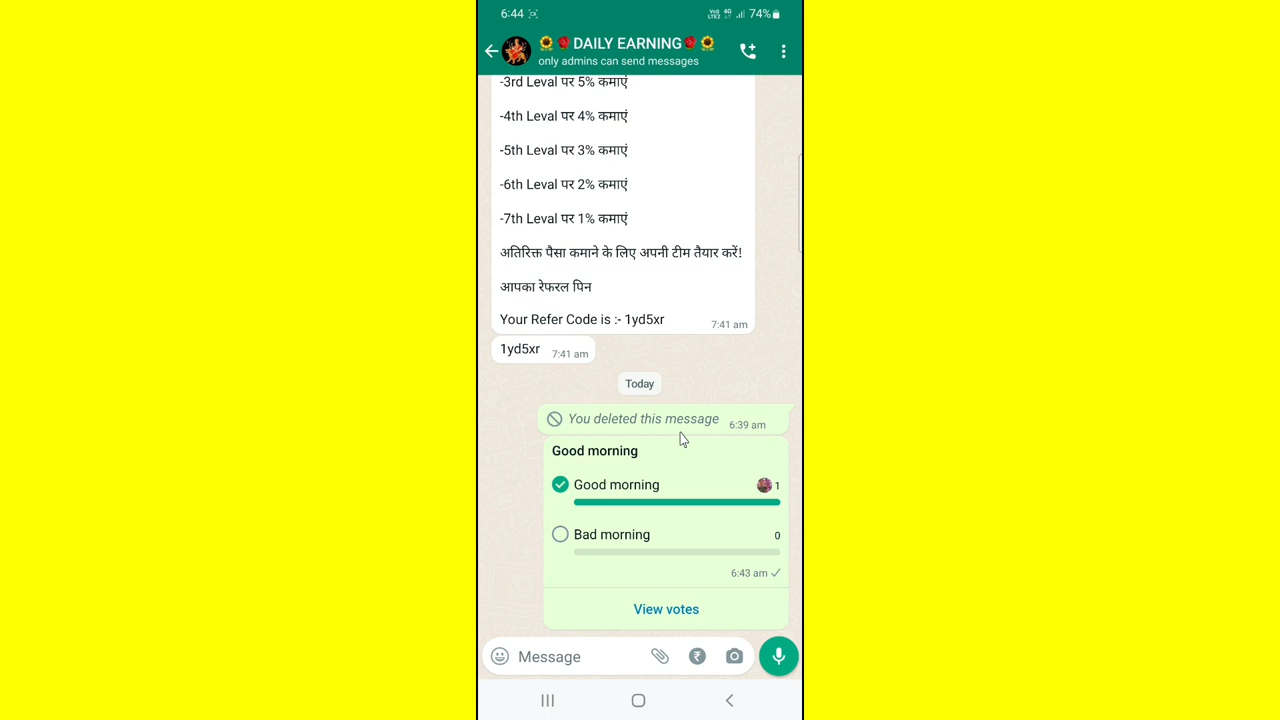 6:44
Vo)) LTE2 4G 74%
🌻🌹DAILY EARNING🌹🌻
only admins can send messages
-3rd Leval पर 5% कमाएं
-4th Leval पर 4% कमाएं
-5th Leval पर 3% कमाएं
-6th Leval पर 2% कमाएं
-7th Leval पर 1% कमाएं
अतिरिक्त पैसा कमाने के लिए अपनी टीम तैयार करें!
आपका रेफरल पिन
Your Refer Code is :- 1yd5xr 7:41 am
1yd5xr 7:41 am
Today
You deleted this message 6:39 am
Good morning
Good morning 1
Bad morning 0
6:43 am
View votes
Message